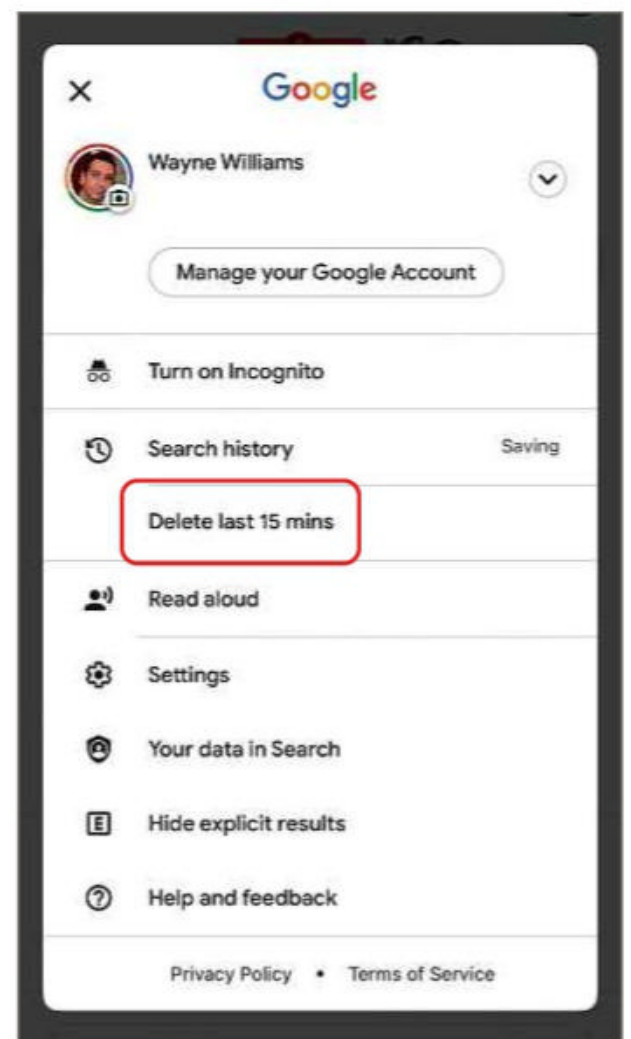 Google
Wayne Williams
Manage your Google Account
Turn on Incognito
Search history Saving
Delete last 15 mins
Read aloud
Settings
Your data in Search
E Hide explicit results
Help and feedback
Privacy Policy • Terms of Service